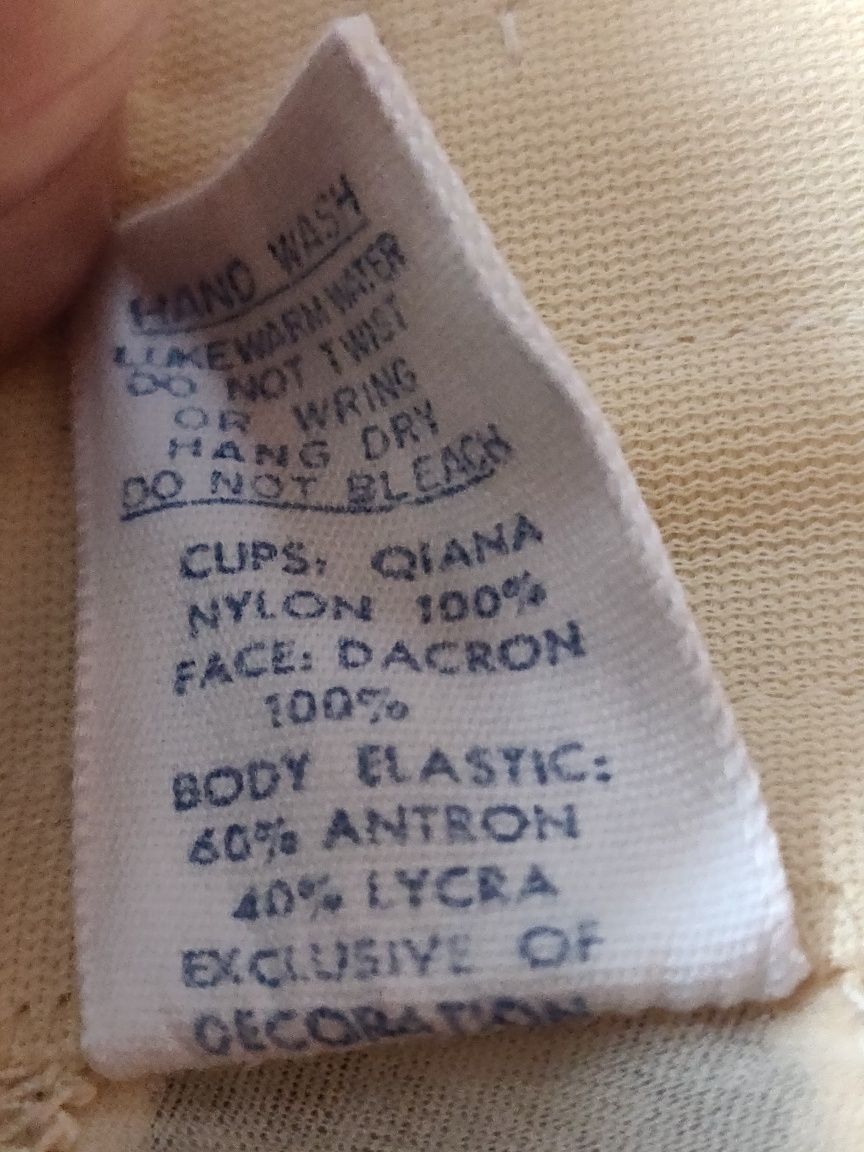 HAND WASH
LUKEWARM WATER
DO NOT TWIST
OR WRING
HANG DRY
DO NOT BLEACH
CUPS: QIANA
NYLON 100%
FACE: DACRON
100%
BODY ELASTIC:
60% ANTRON
40% LYCRA
EXCLUSIVE OF
DECORATION